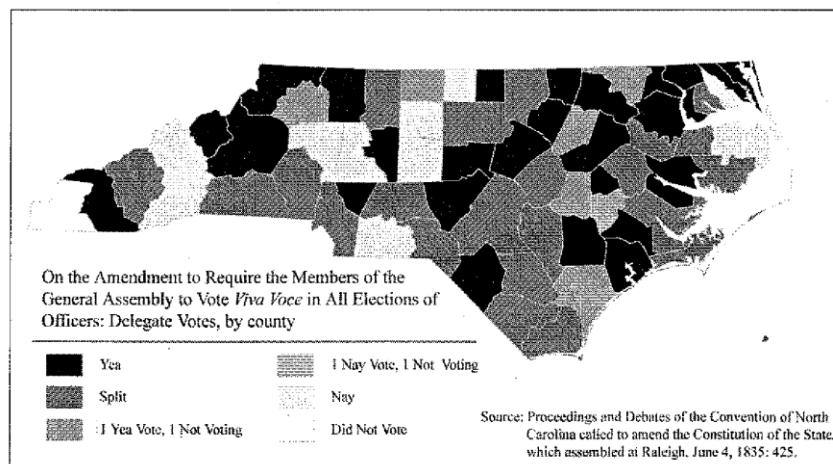 On the Amendment to Require the Members of the
General Assembly to Vote Viva Voce in All Elections of
Officers: Delegate Votes, by county
Yea
1 Nay Vote, 1 Not Voting
Split
Nay
1 Yea Vote, 1 Not Voting
Did Not Vote
Source: Proceedings and Debates of the Convention of North
Carolina called to amend the Constitution of the State,
which assembled at Raleigh, June 4, 1835: 425.